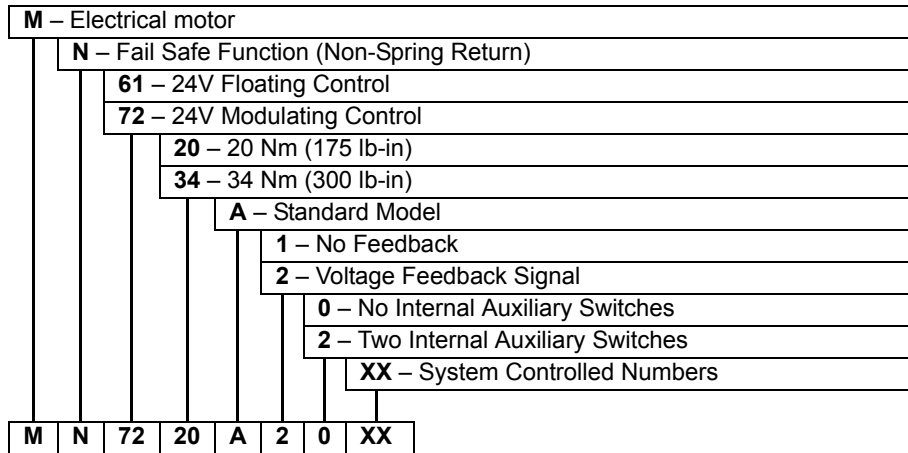 M – Electrical motor
N – Fail Safe Function (Non-Spring Return)
61 – 24V Floating Control
72 – 24V Modulating Control
20 – 20 Nm (175 lb-in)
34 – 34 Nm (300 lb-in)
A – Standard Model
1 – No Feedback
2 – Voltage Feedback Signal
0 – No Internal Auxiliary Switches
2 – Two Internal Auxiliary Switches
XX – System Controlled Numbers
M N 72 20 A 2 0 XX